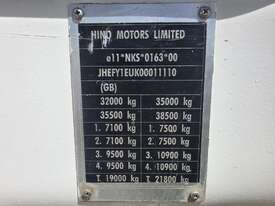 HINO MOTORS LIMITED
e11*NKS*0163*00
JHEFY1EUK00011110
(GB)
32000 kg 35000 kg
35500 kg 38500 kg
1. 7100 kg 1. 7500 kg
2. 7100 kg 2. 7500 kg
3. 9500 kg 3. 10900 kg
4. 9500 kg 4. 10900 kg
T. 19000 kg T. 21800 kg